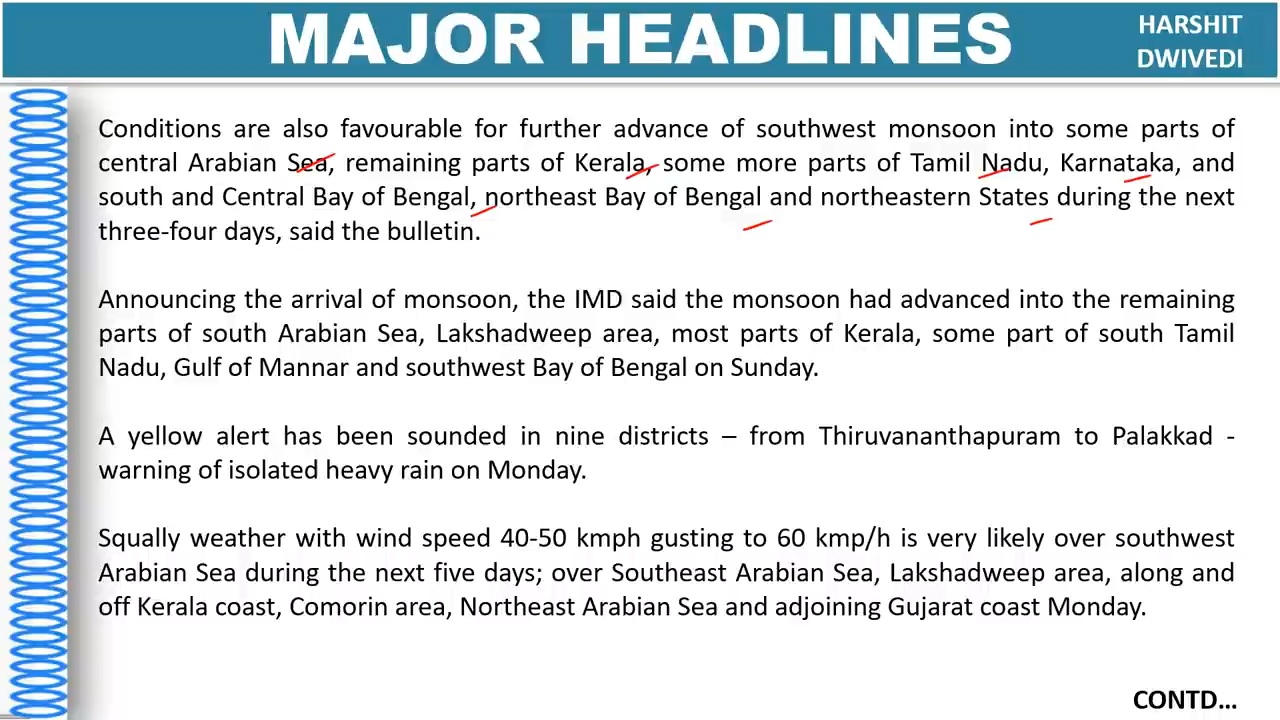 MAJOR HEADLINES
HARSHIT
DWIVEDI
Conditions are also favourable for further advance of southwest monsoon into some parts of
central Arabian Sea, remaining parts of Kerala, some more parts of Tamil Nadu, Karnataka, and
south and Central Bay of Bengal, northeast Bay of Bengal and northeastern States during the next
three-four days, said the bulletin.
Announcing the arrival of monsoon, the IMD said the monsoon had advanced into the remaining
parts of south Arabian Sea, Lakshadweep area, most parts of Kerala, some part of south Tamil
Nadu, Gulf of Mannar and southwest Bay of Bengal on Sunday.
A yellow alert has been sounded in nine districts – from Thiruvananthapuram to Palakkad -
warning of isolated heavy rain on Monday.
Squally weather with wind speed 40-50 kmph gusting to 60 kmp/h is very likely over southwest
Arabian Sea during the next five days; over Southeast Arabian Sea, Lakshadweep area, along and
off Kerala coast, Comorin area, Northeast Arabian Sea and adjoining Gujarat coast Monday.
CONTD...